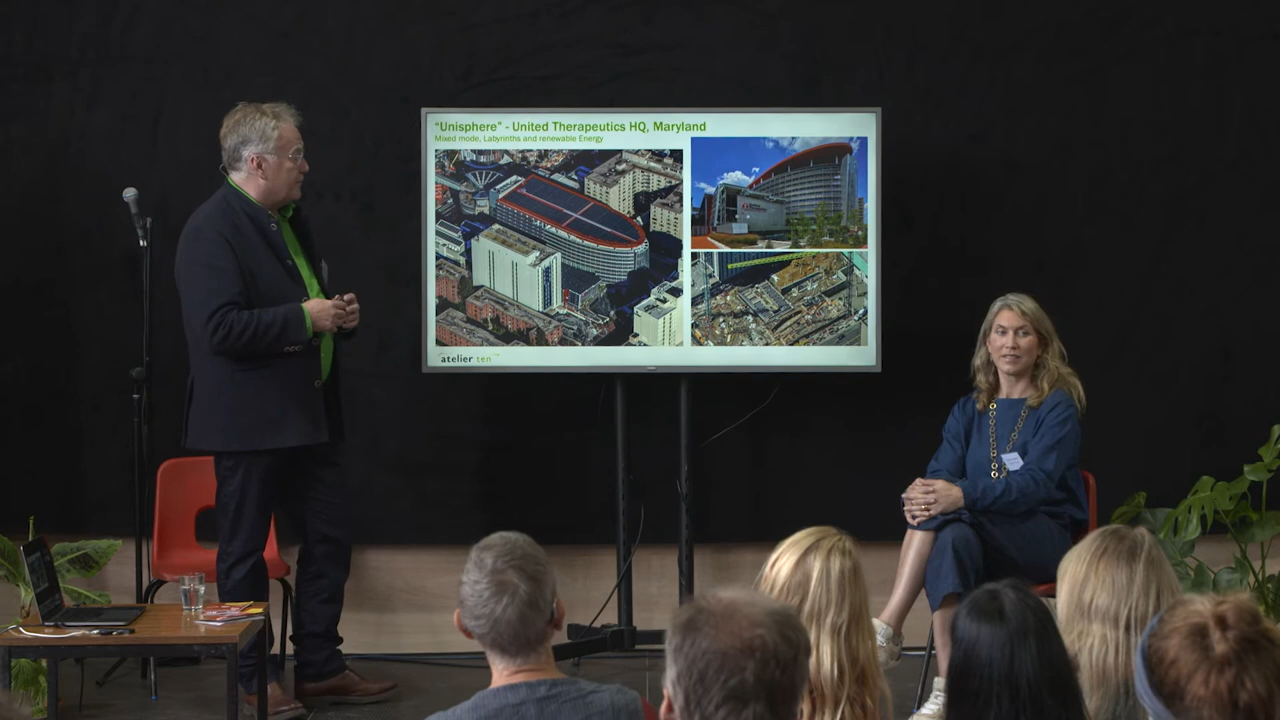 “Unisphere” - United Therapeutics HQ, Maryland
Mixed mode, Labyrinths and renewable Energy
atelier ten